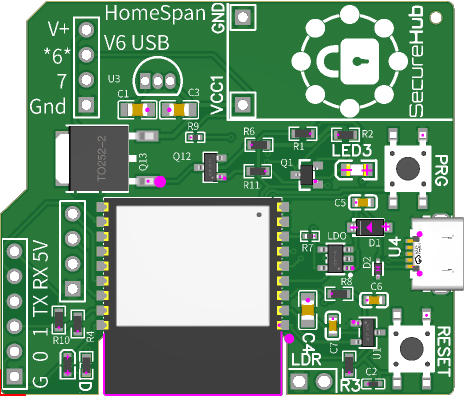 HomeSpan
V6 USB
V+
*6*
7
Gnd
GND
VCC1
SecureHub
U3
C1
C3
R9
R6
R1
R2
LED3
PRG
TO252-2
Q13
Q12
R11
Q1
C5
D1
U4
R7
LDO
D2
R8
C6
TX RX 5V
R10
R4
G 0 1
D
C4
C7
U1
RESET
LDR
R3
C2